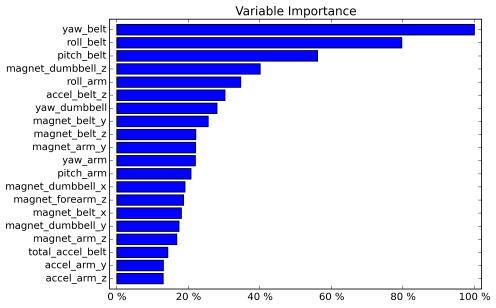 Variable Importance
yaw_belt
roll_belt
pitch_belt
magnet_dumbbell_z
roll_arm
accel_belt_z
yaw_dumbbell
magnet_belt_y
magnet_belt_z
magnet_arm_y
yaw_arm
pitch_arm
magnet_dumbbell_x
magnet_forearm_z
magnet_belt_x
magnet_dumbbell_y
magnet_arm_z
total_accel_belt
accel_arm_y
accel_arm_z
0 % 20 % 40 % 60 % 80 % 100 %